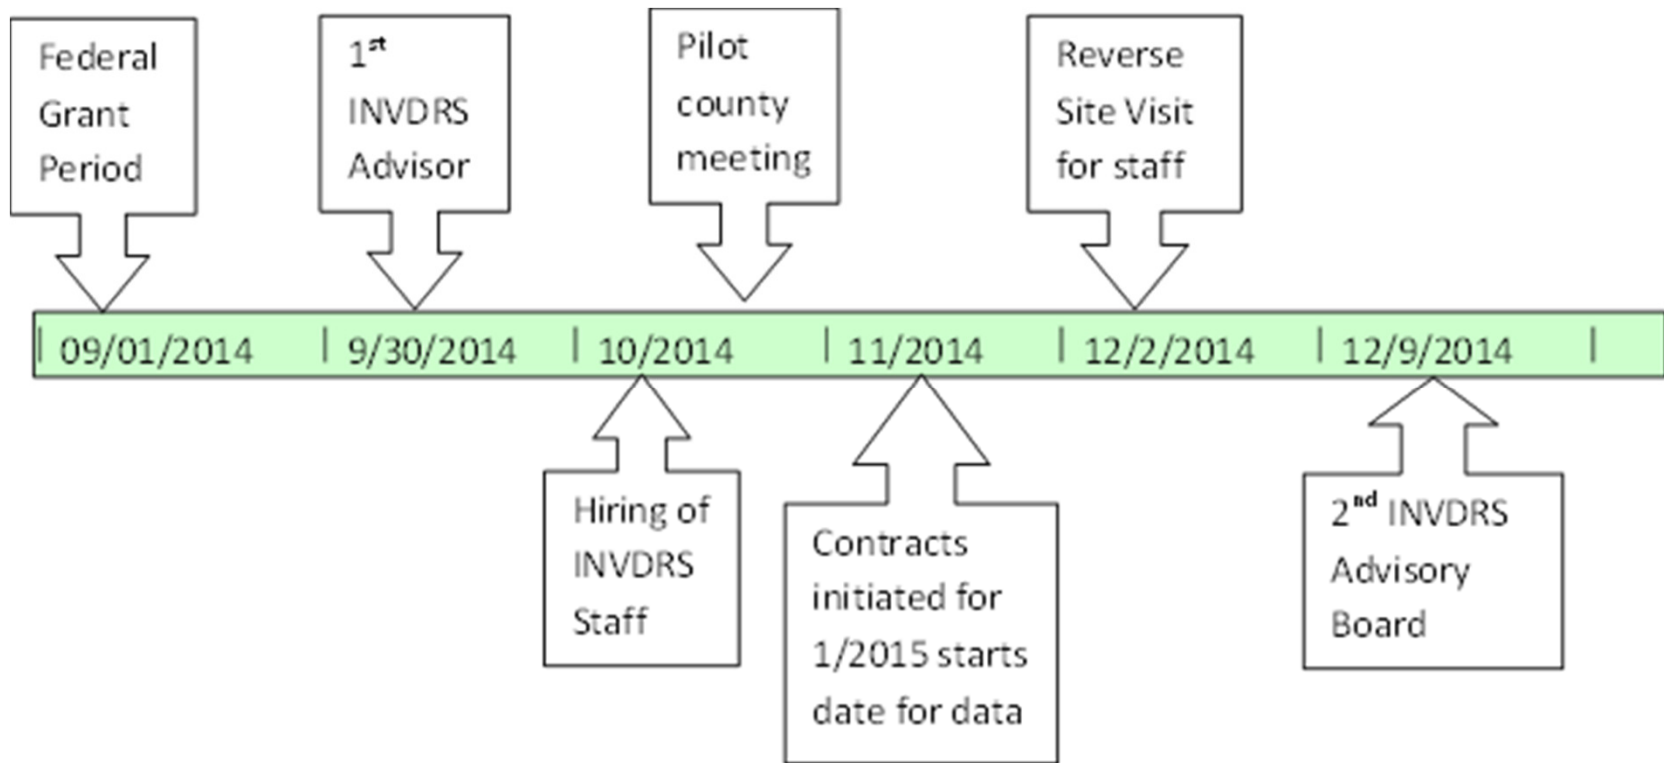 Federal
Grant
Period
1st
INVDRS
Advisor
Pilot
county
meeting
Reverse
Site Visit
for staff
| 09/01/2014 | 9/30/2014 | 10/2014 | 11/2014 | 12/2/2014 | 12/9/2014 |
Hiring of
INVDRS
Staff
Contracts
initiated for
1/2015 starts
date for data
2nd INVDRS
Advisory
Board